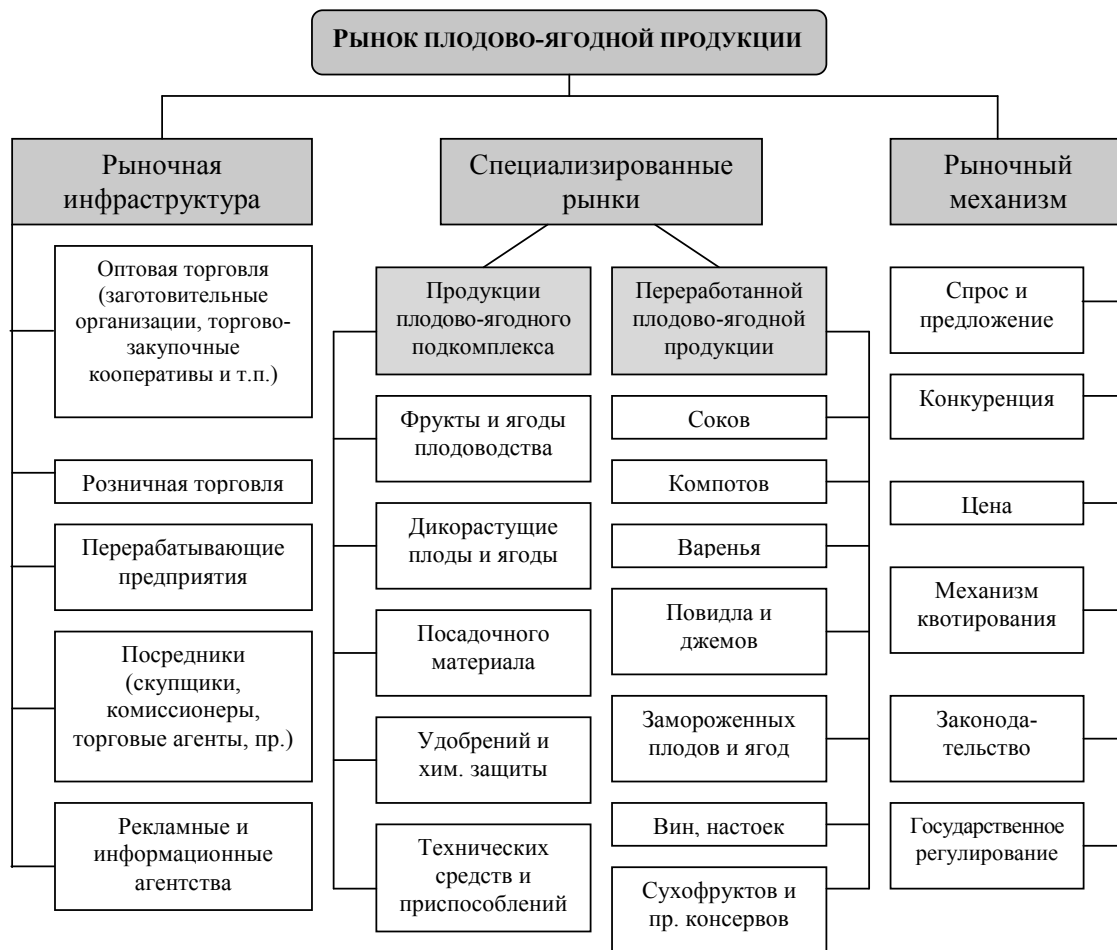 РЫНОК ПЛОДОВО-ЯГОДНОЙ ПРОДУКЦИИ
Рыночная
инфраструктура
Оптовая торговля
(заготовительные
организации, торгово-
закупочные
кооперативы и т.п.)
Розничная торговля
Перерабатывающие
предприятия
Посредники
(скупщики,
комиссионеры,
торговые агенты, пр.)
Рекламные и
информационные
агентства
Специализированные
рынки
Продукции
плодово-ягодного
подкомплекса
Фрукты и ягоды
плодоводства
Дикорастущие
плоды и ягоды
Посадочного
материала
Удобрений и
хим. защиты
Технических
средств и
приспособлений
Переработанной
плодово-ягодной
продукции
Соков
Компотов
Варенья
Повидла и
джемов
Замороженных
плодов и ягод
Вин, настоек
Сухофруктов и
пр. консервов
Рыночный
механизм
Спрос и
предложение
Конкуренция
Цена
Механизм
квотирования
Законода-
тельство
Государственное
регулирование